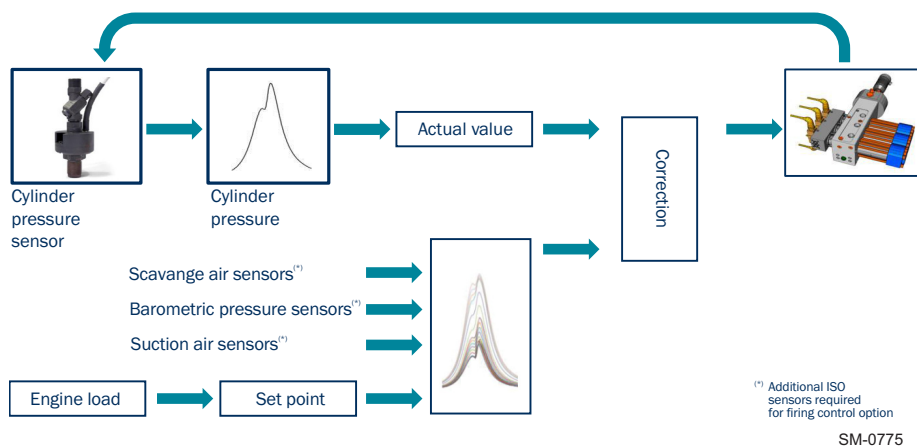 Cylinder
pressure
sensor
Cylinder
pressure
Actual value
Correction
Scavange air sensors(*)
Barometric pressure sensors(*)
Suction air sensors(*)
Engine load
Set point
(*) Additional ISO
sensors required
for firing control option
SM-0775